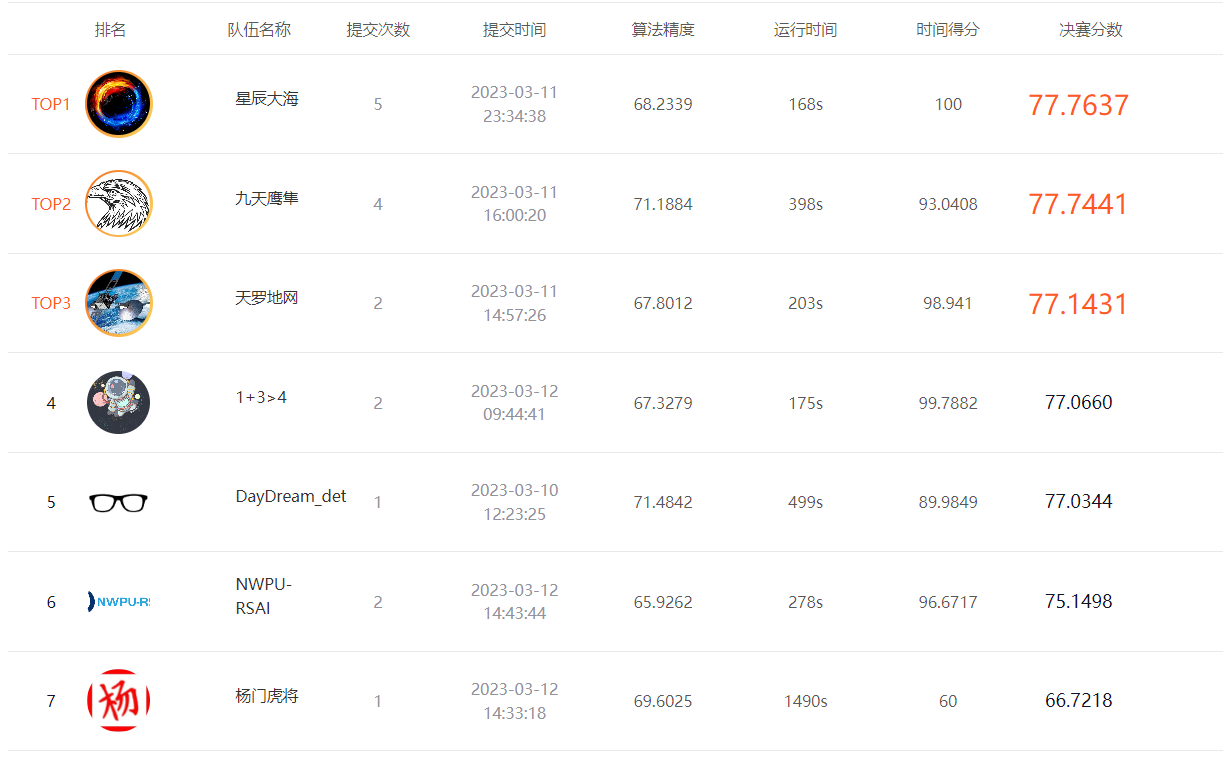 排名 队伍名称 提交次数 提交时间 算法精度 运行时间 时间得分 决赛分数
TOP1 星辰大海 5 2023-03-11 23:34:38 68.2339 168s 100 77.7637
TOP2 九天鹰隼 4 2023-03-11 16:00:20 71.1884 398s 93.0408 77.7441
TOP3 天罗地网 2 2023-03-11 14:57:26 67.8012 203s 98.941 77.1431
4 1+3>4 2 2023-03-12 09:44:41 67.3279 175s 99.7882 77.0660
5 DayDream_det 1 2023-03-10 12:23:25 71.4842 499s 89.9849 77.0344
6 NWPU-RS NWPU-RSAI 2 2023-03-12 14:43:44 65.9262 278s 96.6717 75.1498
7 杨 杨门虎将 1 2023-03-12 14:33:18 69.6025 1490s 60 66.7218